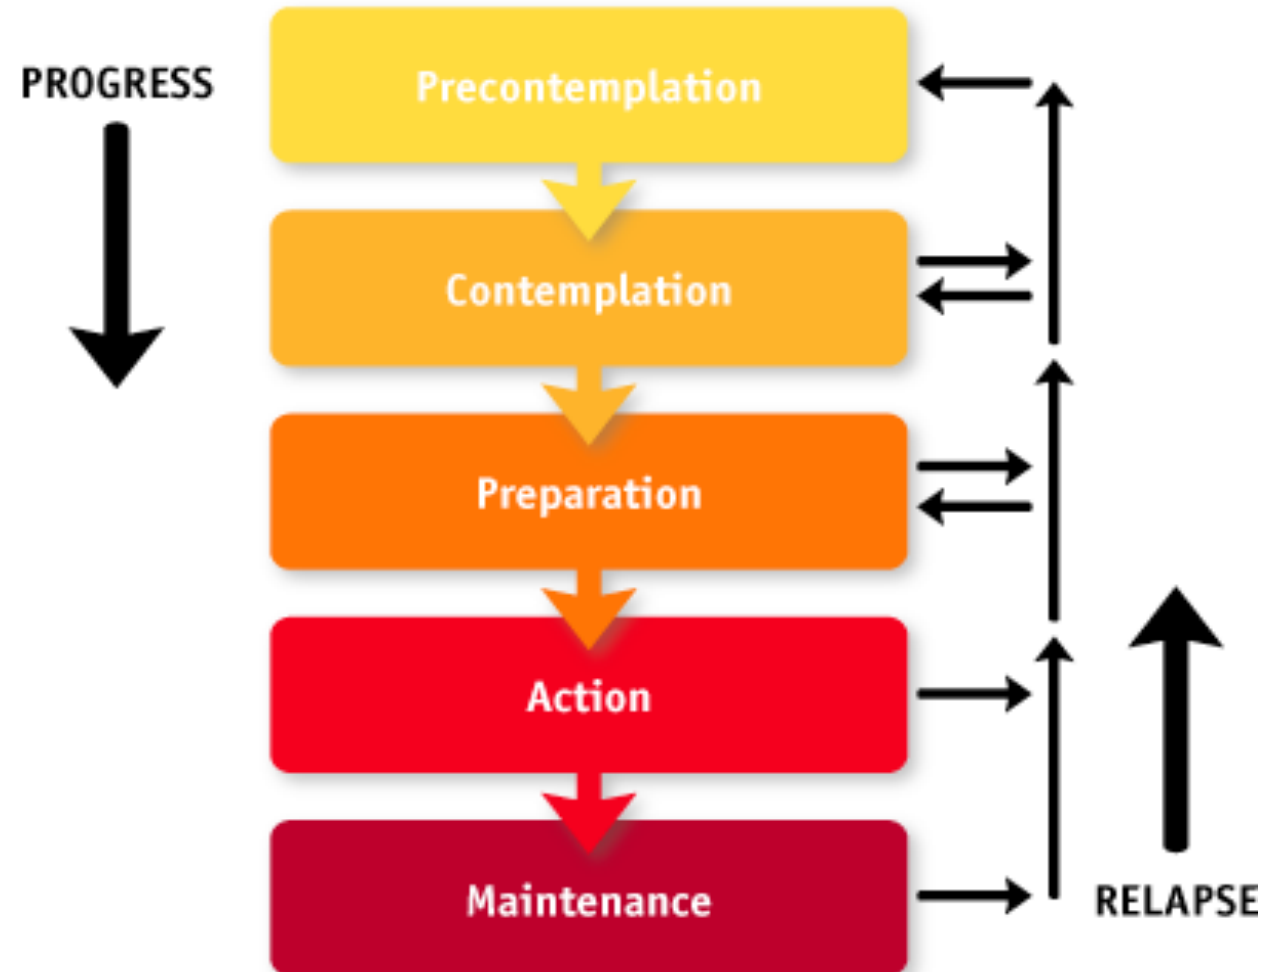 PROGRESS
Precontemplation
Contemplation
Preparation
Action
Maintenance
RELAPSE